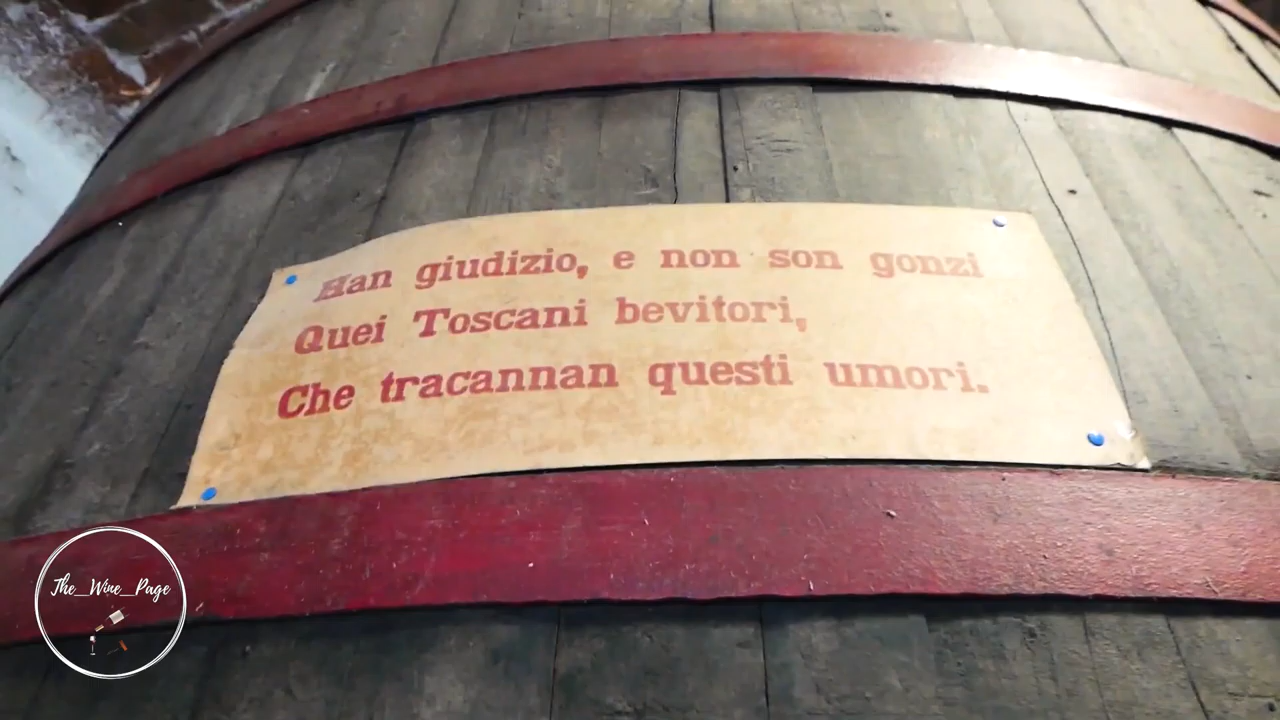 Han giudizio, e non son gonzi
Quei Toscani bevitori,
Che tracannan questi umori.
The_Wine_Page